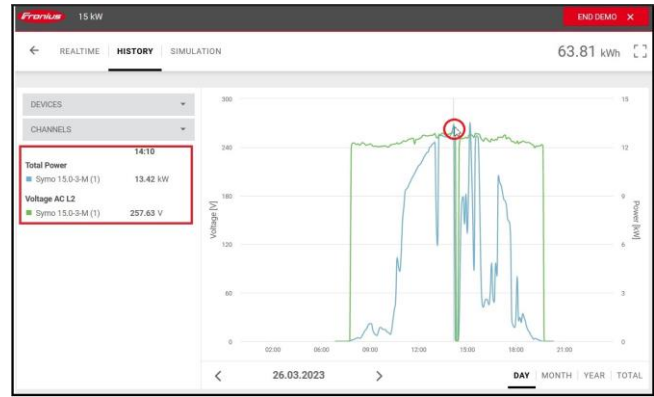 Fronius 15 kW END DEMO ×
REALTIME HISTORY SIMULATION 63.81 kWh
DEVICES
CHANNELS
14:10
Total Power
Symo 15.0-3-M (1) 13.42 kW
Voltage AC L2
Symo 15.0-3-M (1) 257.63 V
300 15
240 12
180 9
120 6
60 3
0 0
Voltage [V]
Power [kW]
02:00 06:00 09:00 12:00 15:00 18:00 21:00
26.03.2023
DAY MONTH YEAR TOTAL